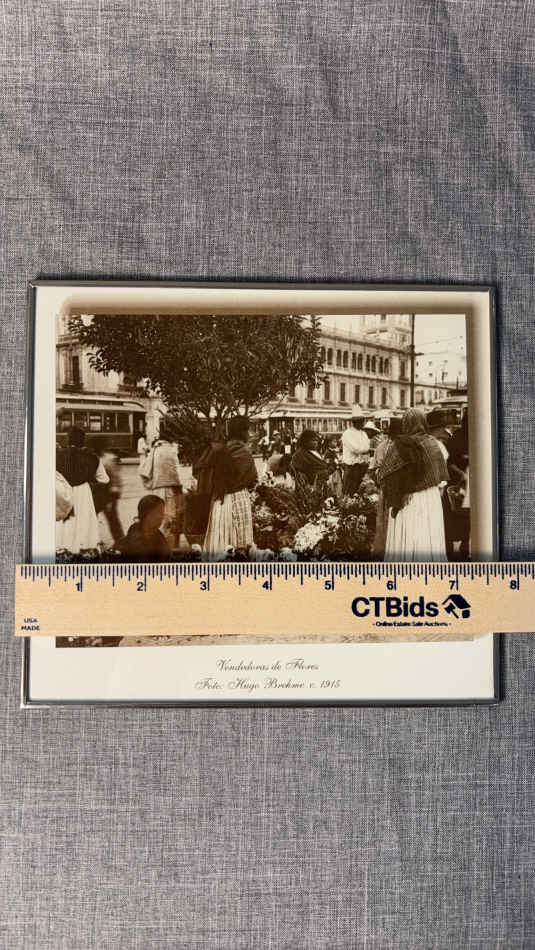 1 2 3 4 5 6 7 8
CTBids
- Online Estate Sale Auctions -
USA
MADE
Vendedoras de Flores
Foto: Hugo Brehme c. 1915